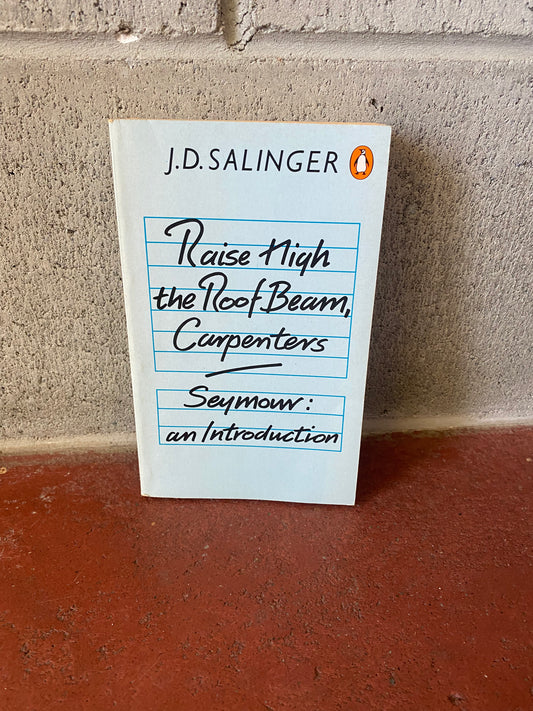 J.D. SALINGER
Raise High
the Roof Beam,
Carpenters
Seymour:
an Introduction